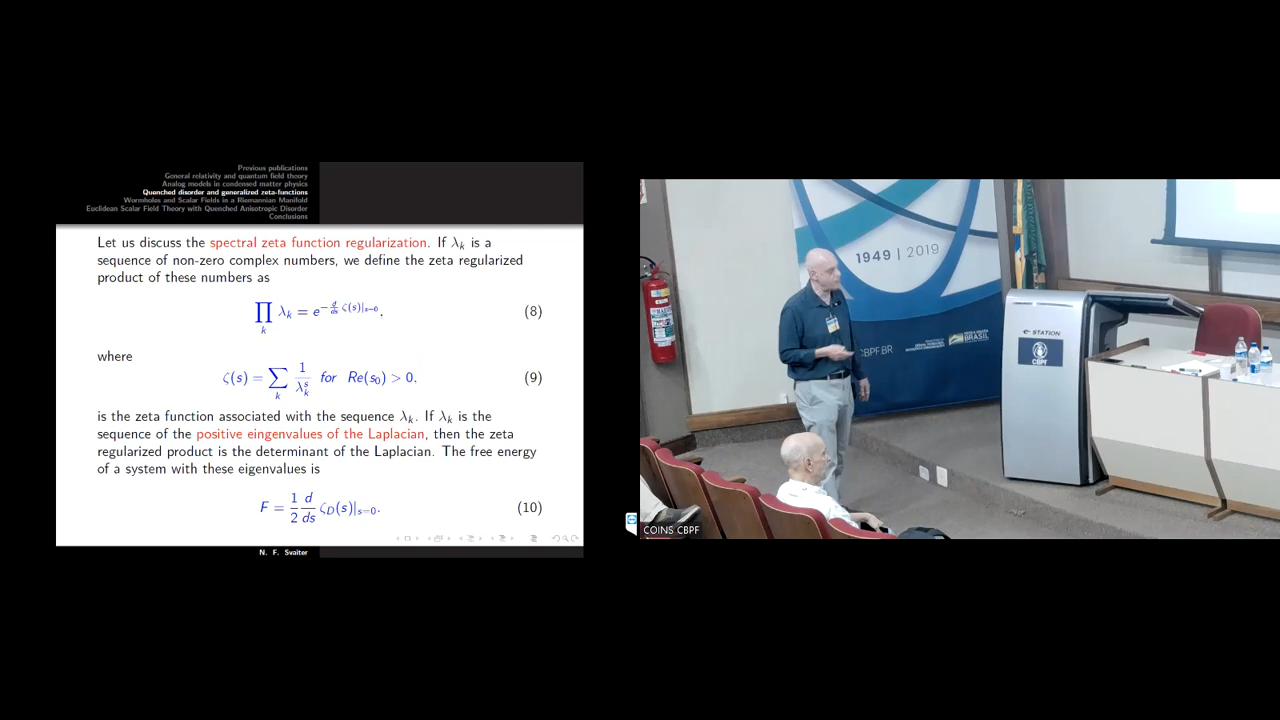 Previous publications
General relativity and quantum field theory
Analog models in condensed matter physics
Quenched disorder and generalized zeta-functions
Wormholes and Scalar Fields in a Riemannian Manifold
Euclidean Scalar Field Theory with Quenched Anisotropic Disorder
Conclusions
Let us discuss the spectral zeta function regularization. If λ_k is a
sequence of non-zero complex numbers, we define the zeta regularized
product of these numbers as
∏_k λ_k = e^{−d/ds ζ(s)|_{s=0}}. (8)
where
ζ(s) = ∑_k 1/λ_k^s for Re(s₀) > 0. (9)
is the zeta function associated with the sequence λ_k. If λ_k is the
sequence of the positive eingenvalues of the Laplacian, then the zeta
regularized product is the determinant of the Laplacian. The free energy
of a system with these eigenvalues is
F = 1/2 d/ds ζ_D(s)|_{s=0}. (10)
N. F. Svaiter
1949 | 2019
CBPF.BR
BRASIL
e-STATION
CBPF
COINS CBPF